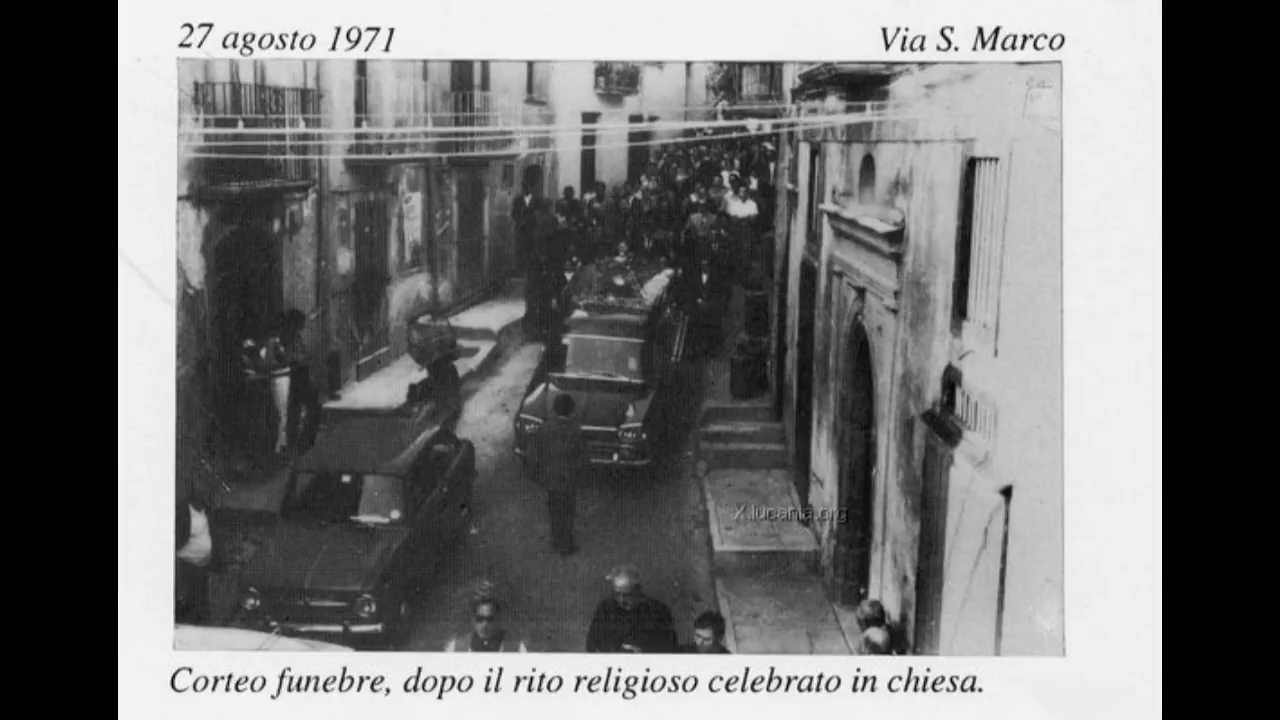 27 agosto 1971
Via S. Marco
X.lucania.org
Corteo funebre, dopo il rito religioso celebrato in chiesa.